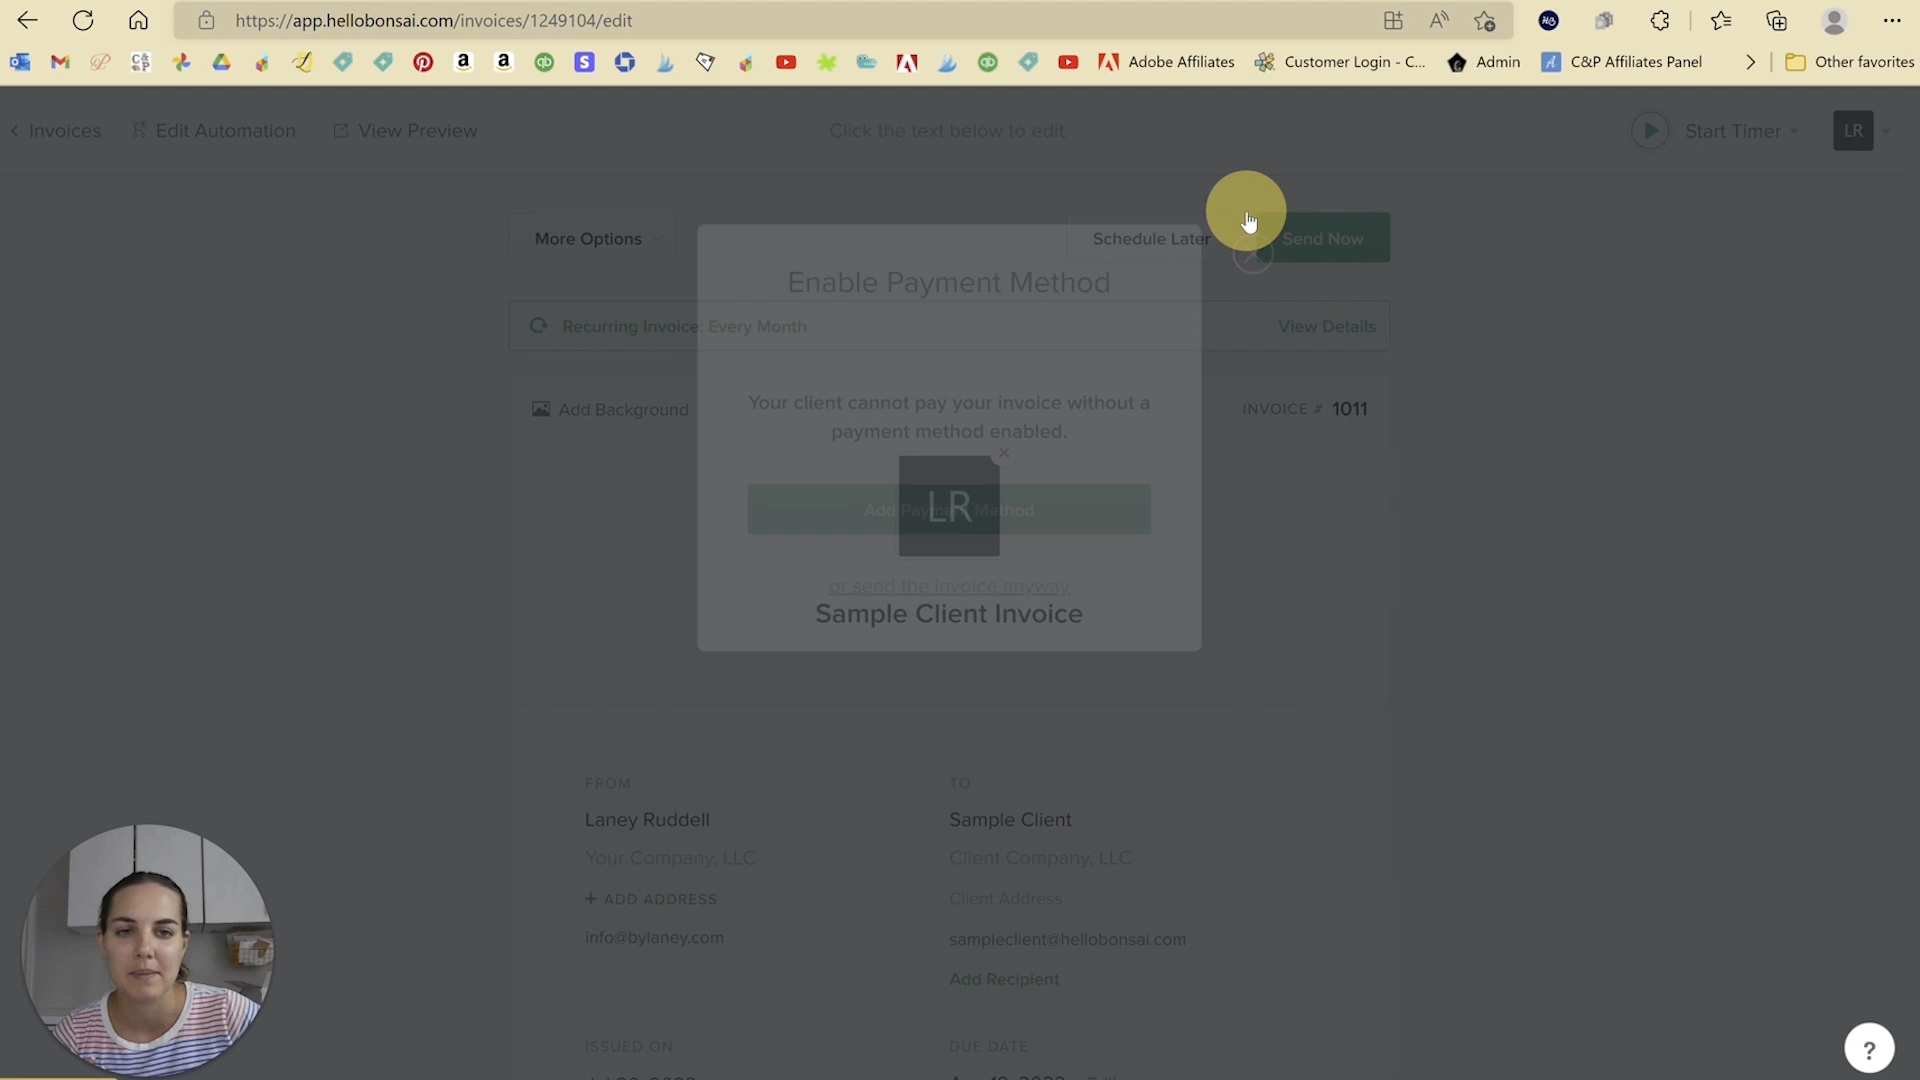 https://app.hellobonsai.com/invoices/1249104/edit
Adobe Affiliates
Customer Login - C...
Admin
C&P Affiliates Panel
Other favorites
Invoices
Edit Automation
View Preview
Click the text below to edit.
Start Timer
LR
More Options
Schedule Later
Send Now
Enable Payment Method
Recurring Invoice: Every Month
View Details
Your client cannot pay your invoice without a
payment method enabled.
Add Background
INVOICE # 1011
LR
Add Payment Method
or send the invoice anyway
Sample Client Invoice
FROM
TO
Laney Ruddell
Sample Client
Your Company, LLC
Client Company, LLC
+ ADD ADDRESS
Client Address
info@bylaney.com
sampleclient@hellobonsai.com
Add Recipient
ISSUED ON
DUE DATE
?